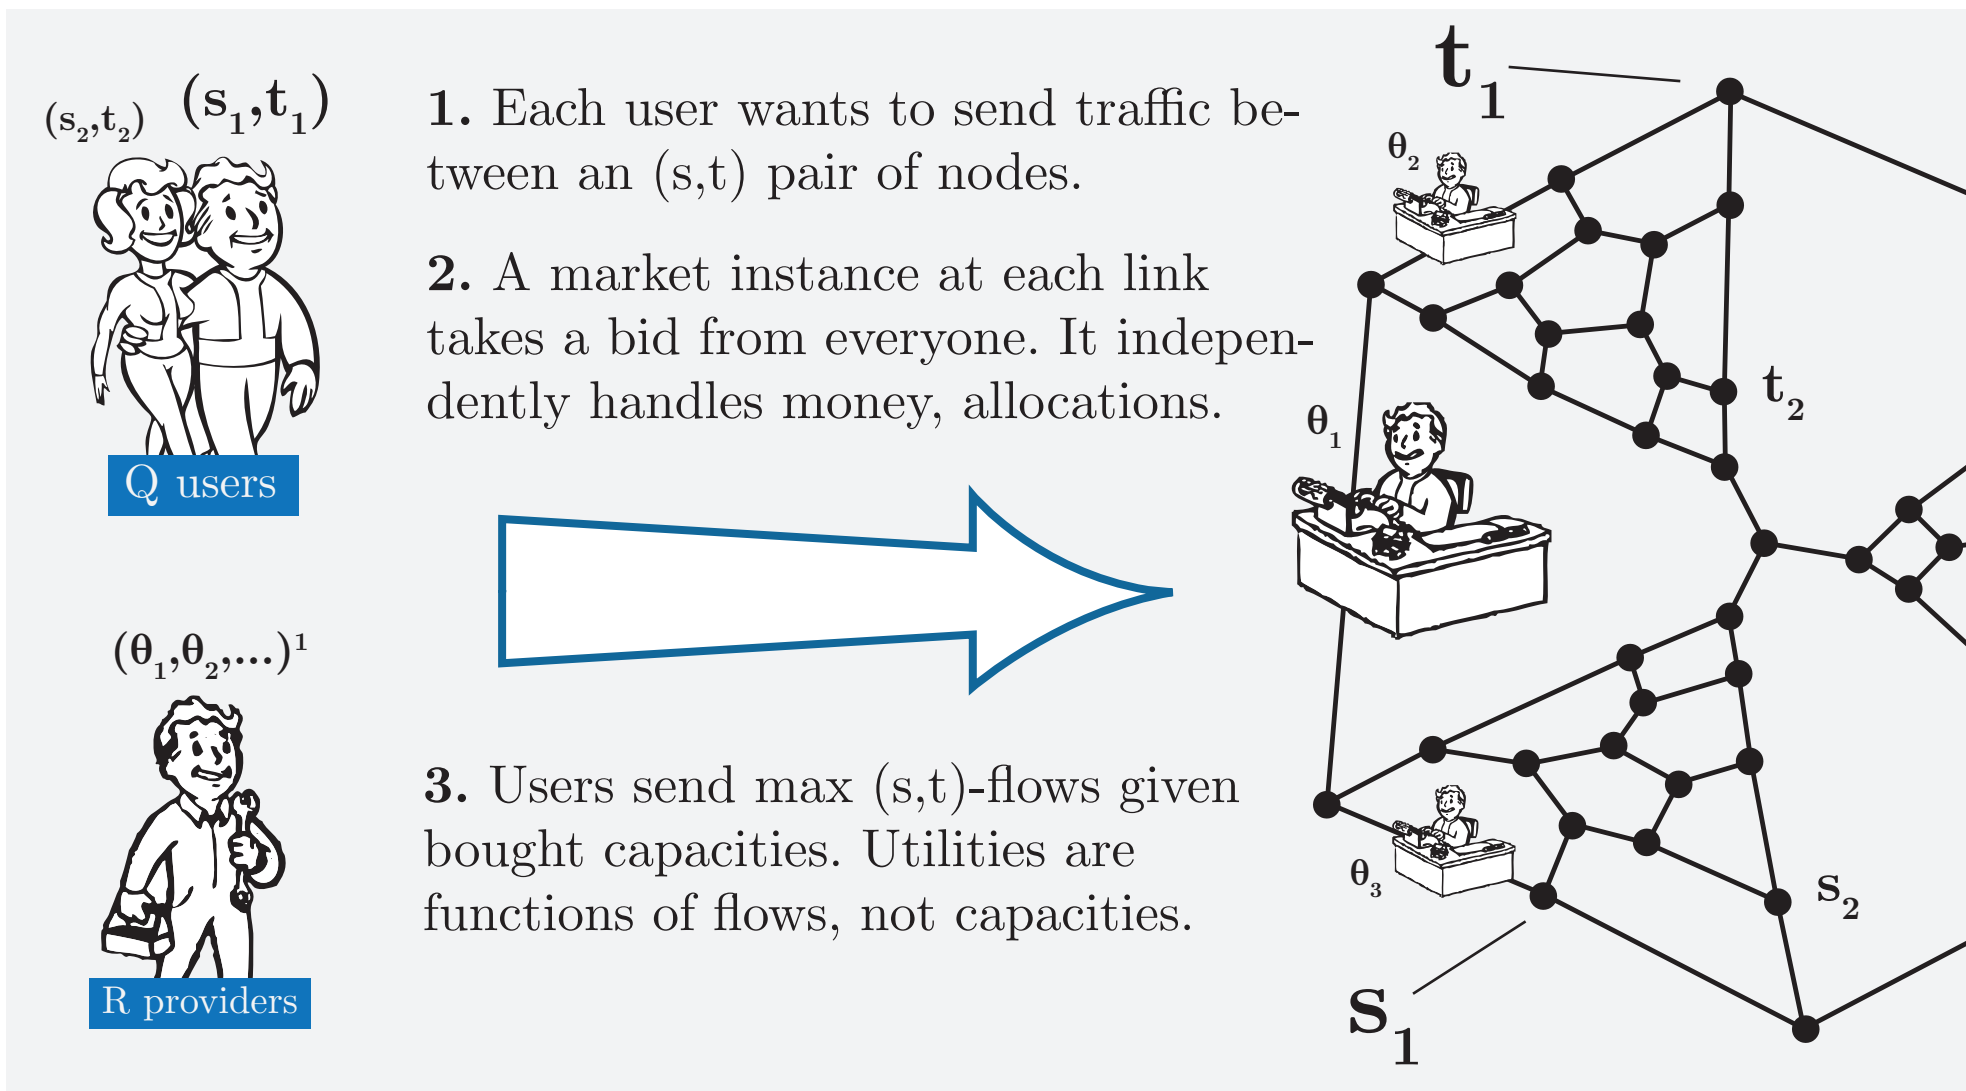 (s₂,t₂) (s₁,t₁)
Q users
(θ₁,θ₂,...)¹
R providers
1. Each user wants to send traffic be-
tween an (s,t) pair of nodes.
2. A market instance at each link
takes a bid from everyone. It indepen-
dently handles money, allocations.
3. Users send max (s,t)-flows given
bought capacities. Utilities are
functions of flows, not capacities.
t₁
θ₂
t₂
θ₁
θ₃
s₂
s₁